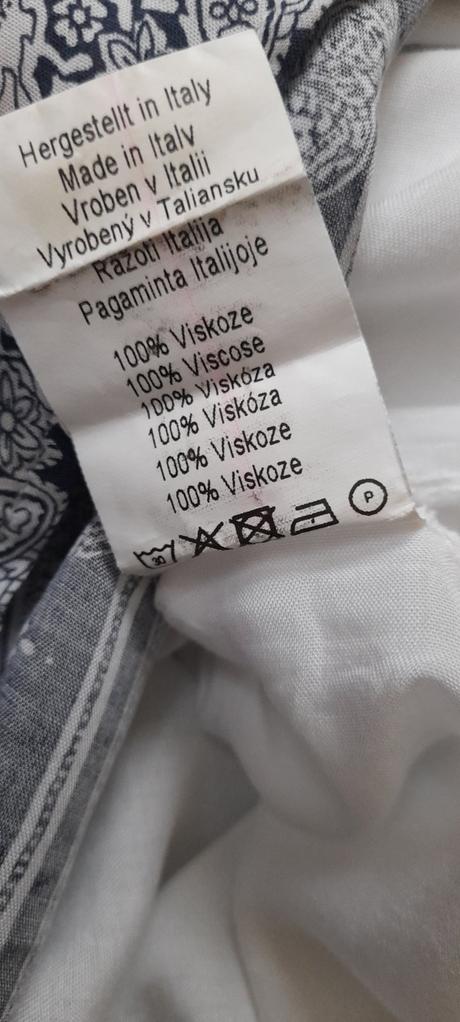 Hergestellt in Italy
Made in Italy
Vroben v Italii
Vyrobený v Taliansku
Razoti Italija
Pagaminta Italijoje
100% Viskoze
100% Viscose
100% Viskóza
100% Viskóza
100% Viskoze
100% Viskoze
30
P